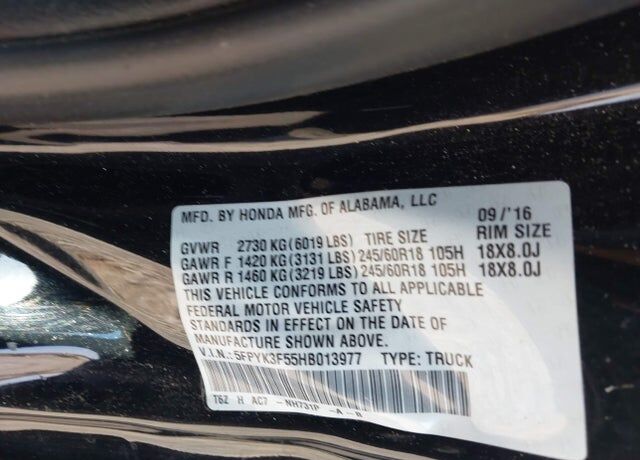 MFD. BY HONDA MFG. OF ALABAMA, LLC 09/'16
GVWR 2730 KG (6019 LBS) TIRE SIZE RIM SIZE
GAWR F 1420 KG (3131 LBS) 245/60R18 105H 18X8.0J
GAWR R 1460 KG (3219 LBS) 245/60R18 105H 18X8.0J
THIS VEHICLE CONFORMS TO ALL APPLICABLE
FEDERAL MOTOR VEHICLE SAFETY
STANDARDS IN EFFECT ON THE DATE OF
MANUFACTURE SHOWN ABOVE.
V.I.N.: 5FPYK3F55HB013977 TYPE: TRUCK
T6Z H AC7 - NH731P -A -B